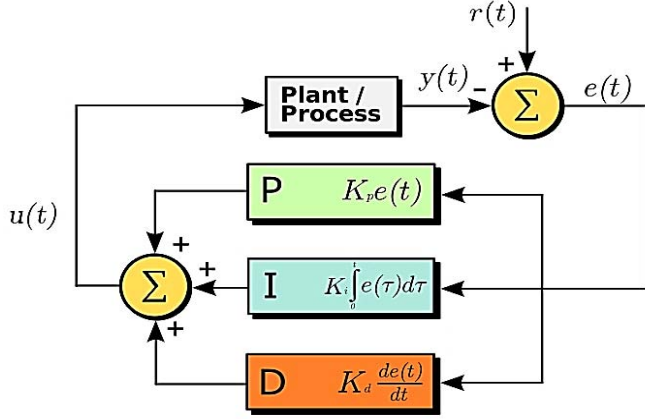 r(t)
+
Plant /
Process
y(t)
-
Σ
e(t)
P K_p e(t)
u(t)
+
Σ
+
I K_i ∫_0^t e(τ)dτ
+
D K_d de(t)/dt